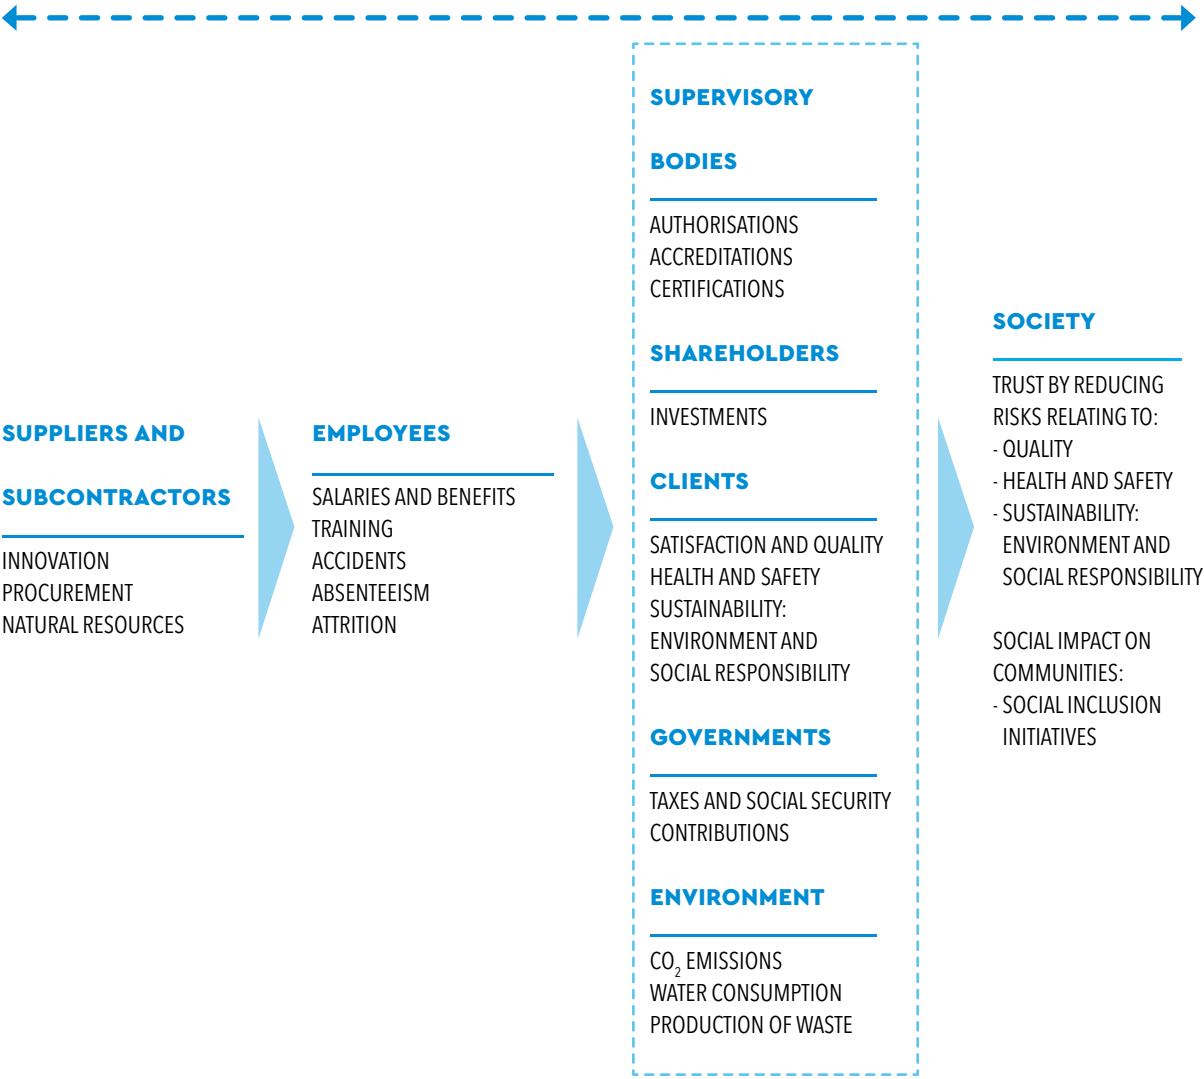 SUPPLIERS AND
SUBCONTRACTORS
INNOVATION
PROCUREMENT
NATURAL RESOURCES
EMPLOYEES
SALARIES AND BENEFITS
TRAINING
ACCIDENTS
ABSENTEEISM
ATTRITION
SUPERVISORY
BODIES
AUTHORISATIONS
ACCREDITATIONS
CERTIFICATIONS
SHAREHOLDERS
INVESTMENTS
CLIENTS
SATISFACTION AND QUALITY
HEALTH AND SAFETY
SUSTAINABILITY:
ENVIRONMENT AND
SOCIAL RESPONSIBILITY
GOVERNMENTS
TAXES AND SOCIAL SECURITY
CONTRIBUTIONS
ENVIRONMENT
CO₂ EMISSIONS
WATER CONSUMPTION
PRODUCTION OF WASTE
SOCIETY
TRUST BY REDUCING
RISKS RELATING TO:
- QUALITY
- HEALTH AND SAFETY
- SUSTAINABILITY:
ENVIRONMENT AND
SOCIAL RESPONSIBILITY
SOCIAL IMPACT ON
COMMUNITIES:
- SOCIAL INCLUSION
INITIATIVES